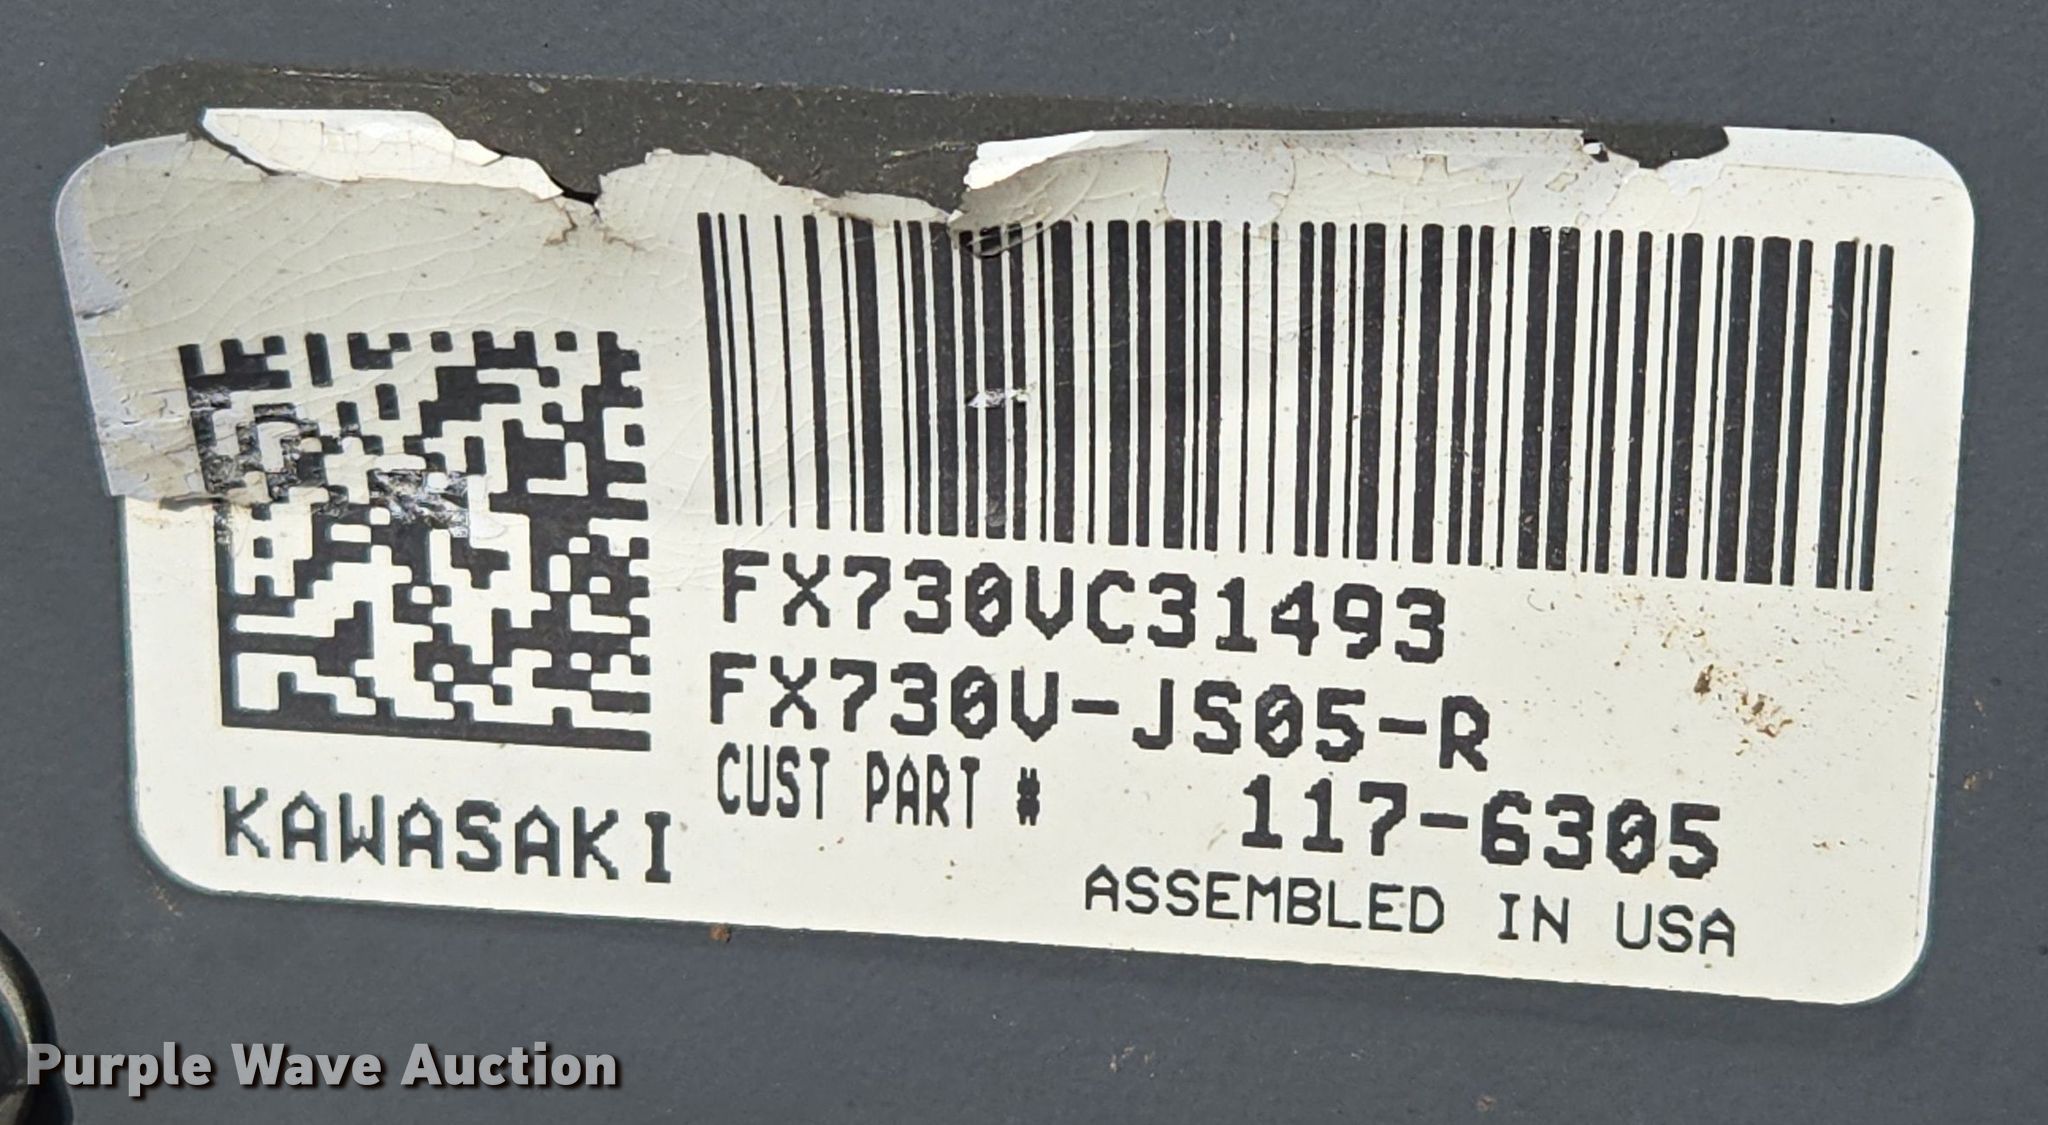 FX730VC31493
FX730V-JS05-R
CUST PART # 117-6305
KAWASAKI
ASSEMBLED IN USA
Purple Wave Auction